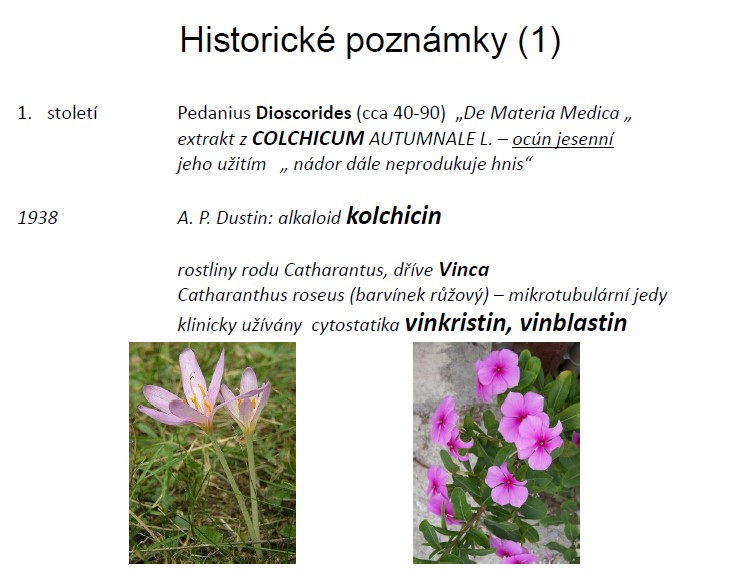 Historické poznámky (1)
1. století Pedanius Dioscorides (cca 40-90) „De Materia Medica „
extrakt z COLCHICUM AUTUMNALE L. – ocún jesenní
jeho užitím „ nádor dále neprodukuje hnis“
1938 A. P. Dustin: alkaloid kolchicin
rostliny rodu Catharantus, dříve Vinca
Catharanthus roseus (barvínek růžový) – mikrotubulární jedy
klinicky užívány cytostatika vinkristin, vinblastin